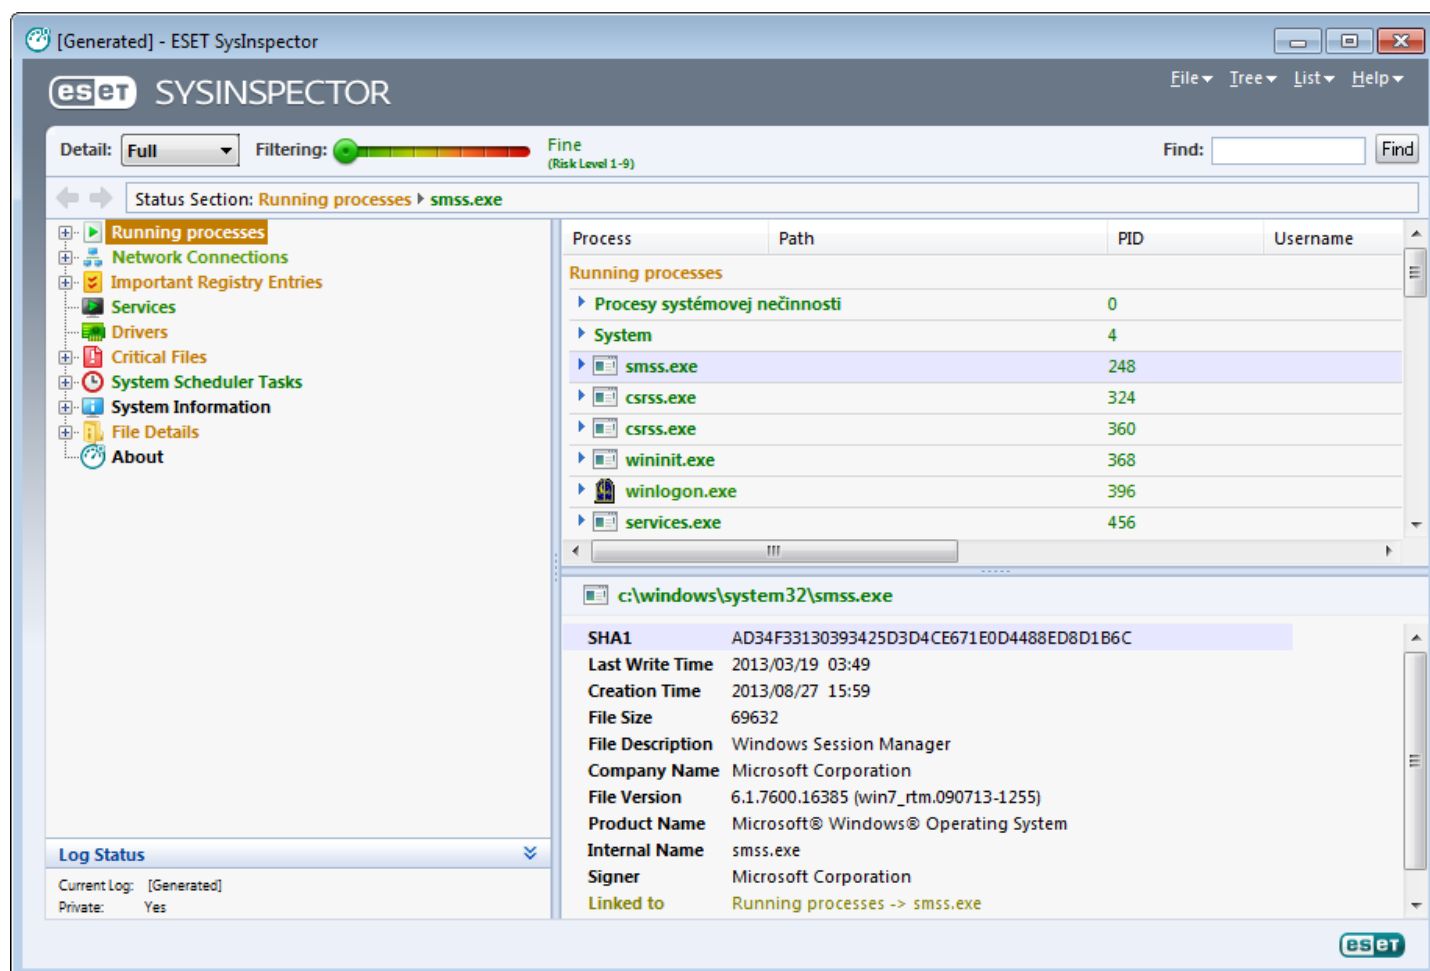 [Generated] - ESET SysInspector
eset SYSINSPECTOR
File Tree List Help
Detail: Full Filtering: Fine (Risk Level 1-9) Find: Find
Status Section: Running processes smss.exe
Running processes
Network Connections
Important Registry Entries
Services
Drivers
Critical Files
System Scheduler Tasks
System Information
File Details
About
Log Status
Current Log: [Generated]
Private: Yes
Process Path PID Username
Running processes
Procesy systémovej nečinnosti 0
System 4
smss.exe 248
csrss.exe 324
csrss.exe 360
wininit.exe 368
winlogon.exe 396
services.exe 456
c:\windows\system32\smss.exe
SHA1 AD34F33130393425D3D4CE671E0D4488ED8D1B6C
Last Write Time 2013/03/19 03:49
Creation Time 2013/08/27 15:59
File Size 69632
File Description Windows Session Manager
Company Name Microsoft Corporation
File Version 6.1.7600.16385 (win7_rtm.090713-1255)
Product Name Microsoft® Windows® Operating System
Internal Name smss.exe
Signer Microsoft Corporation
Linked to Running processes -> smss.exe
eset